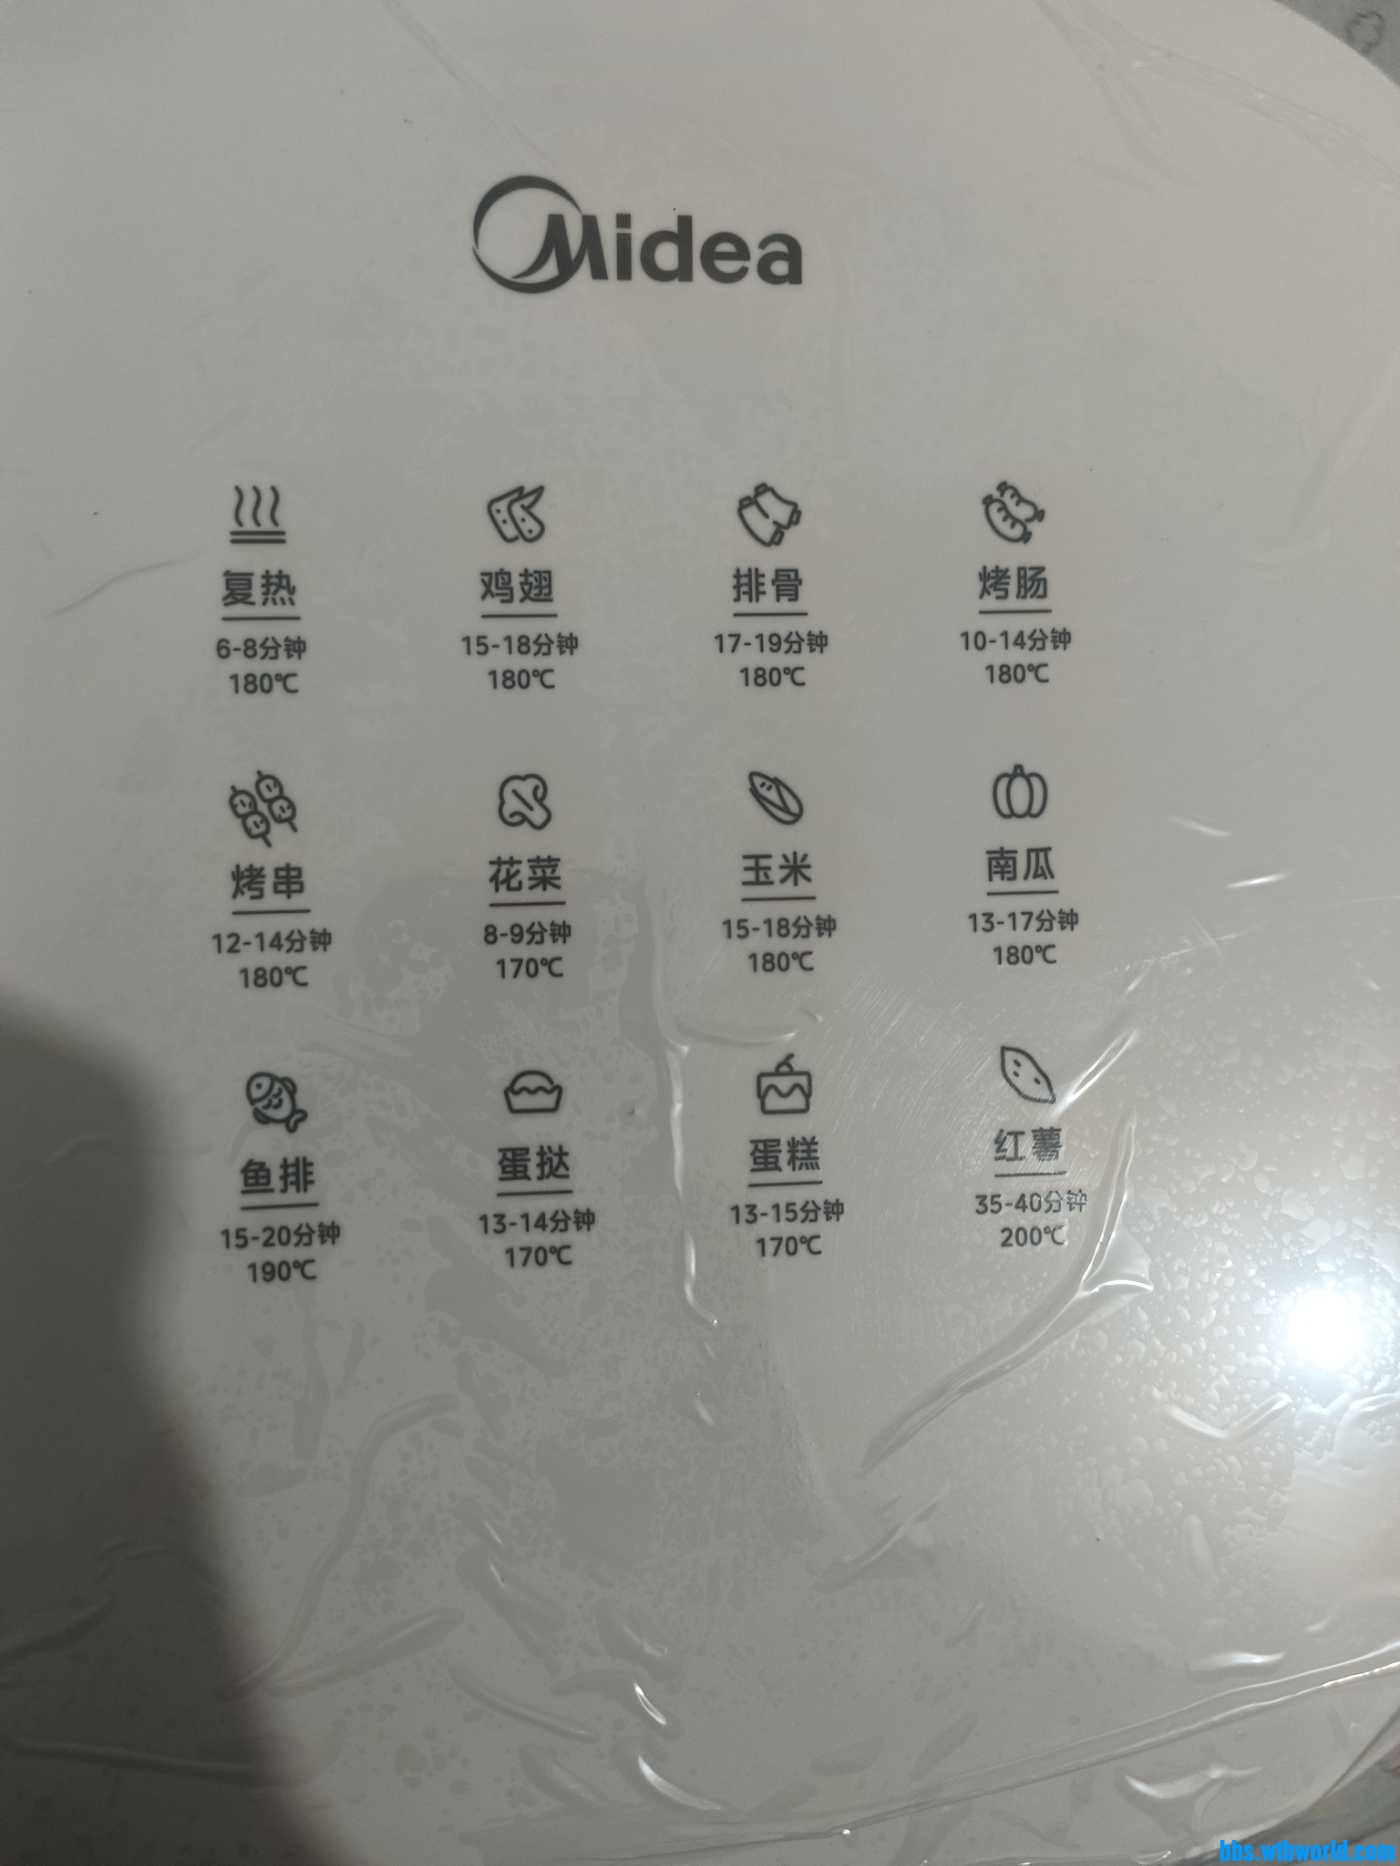 Midea
复热
6-8分钟
180℃
鸡翅
15-18分钟
180℃
排骨
17-19分钟
180℃
烤肠
10-14分钟
180℃
烤串
12-14分钟
180℃
花菜
8-9分钟
170℃
玉米
15-18分钟
180℃
南瓜
13-17分钟
180℃
鱼排
15-20分钟
190℃
蛋挞
13-14分钟
170℃
蛋糕
13-15分钟
170℃
红薯
35-40分钟
200℃
bbs.wtbworld.com